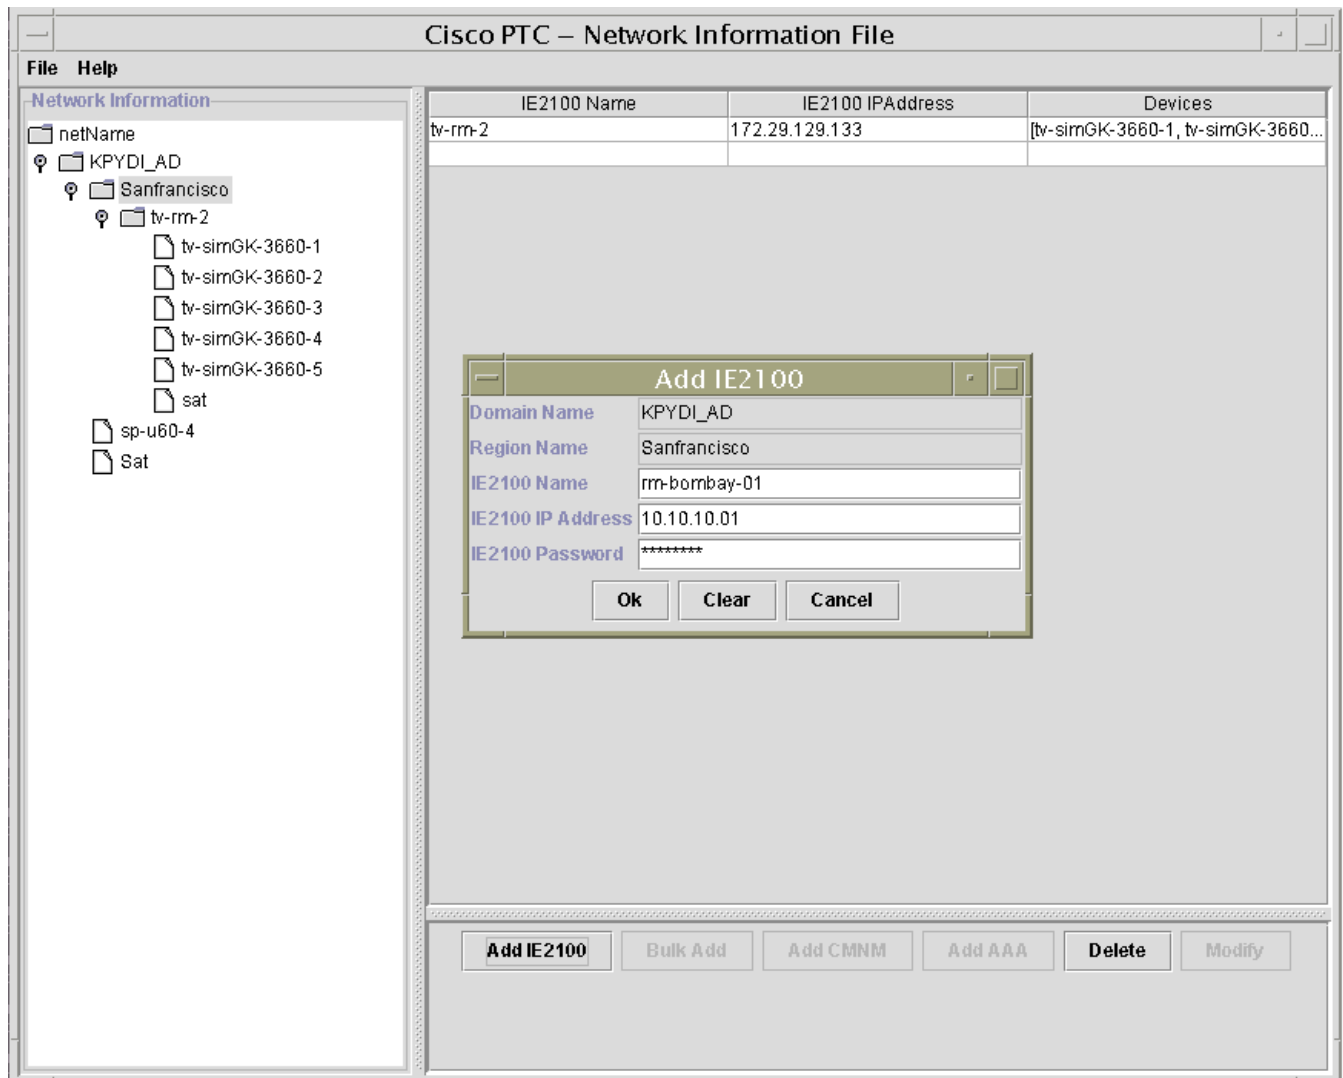 Cisco PTC – Network Information File
File Help
Network Information
netName
KPYDI_AD
Sanfrancisco
tv-rm-2
tv-simGK-3660-1
tv-simGK-3660-2
tv-simGK-3660-3
tv-simGK-3660-4
tv-simGK-3660-5
sat
sp-u60-4
Sat
IE2100 Name IE2100 IPAddress Devices
tv-rm-2 172.29.129.133 [tv-simGK-3660-1, tv-simGK-3660...
Add IE2100
Domain Name KPYDI_AD
Region Name Sanfrancisco
IE2100 Name rm-bombay-01
IE2100 IP Address 10.10.10.01
IE2100 Password ********
Ok Clear Cancel
Add IE2100 Bulk Add Add CMNM Add AAA Delete Modify